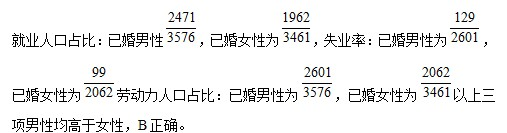 就业人口占比：已婚男性2471/3576，已婚女性为1962/3461，失业率：已婚男性为129/2601，
已婚女性为99/2062劳动力人口占比：已婚男性为2601/3576，已婚女性为2062/3461以上三
项男性均高于女性，B正确。